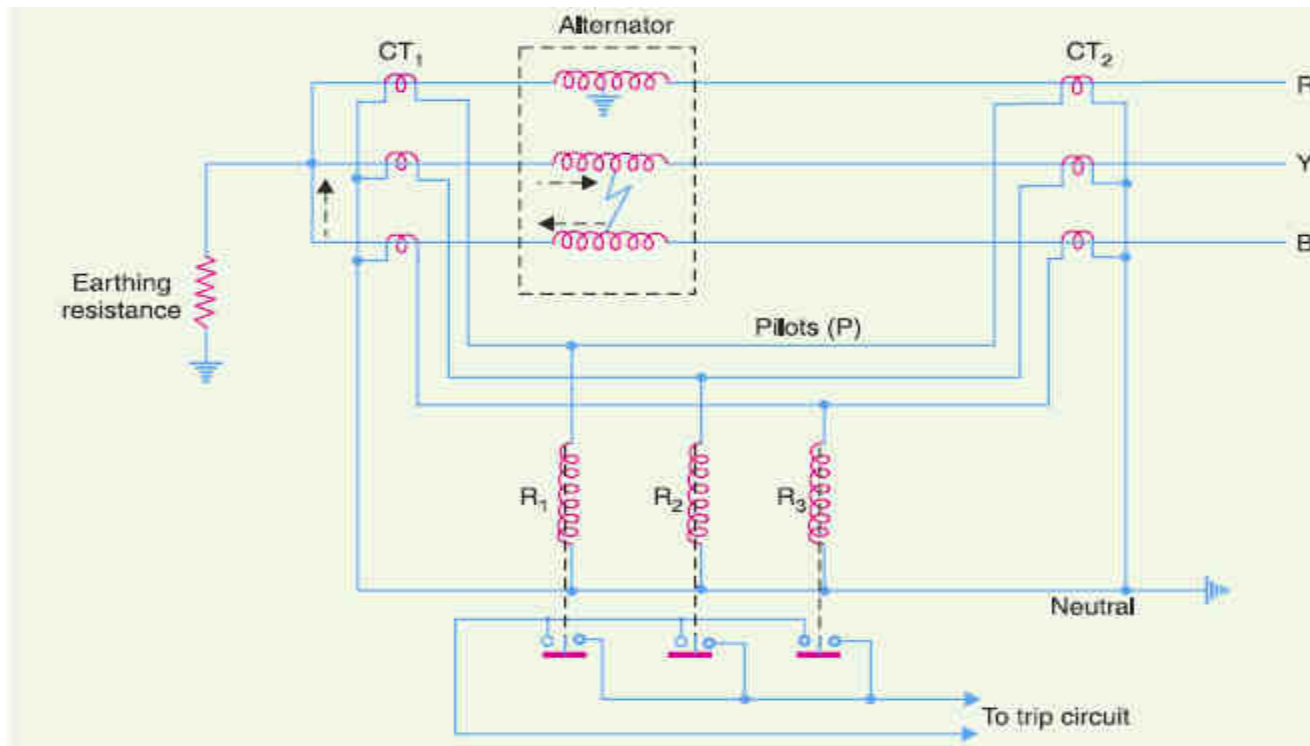 Alternator
CT1
CT2
R
Y
B
Earthing
resistance
Pilots (P)
R1
R2
R3
Neutral
To trip circuit